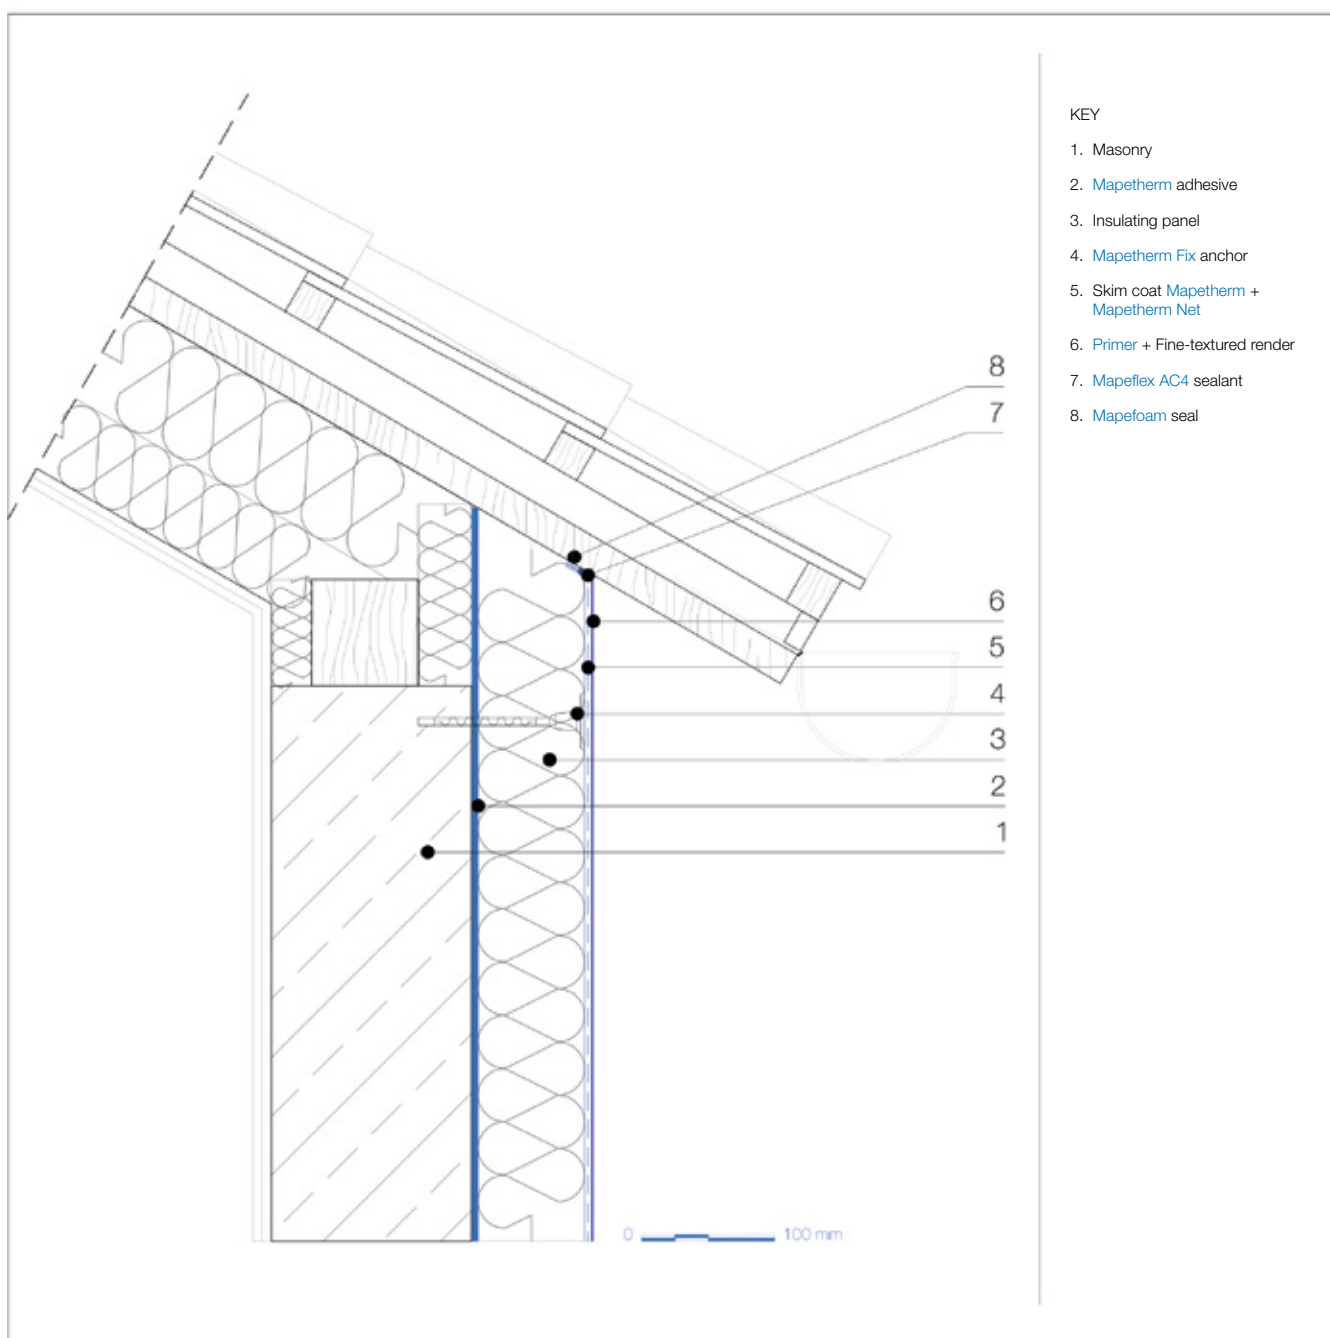 KEY
1. Masonry
2. Mapetherm adhesive
3. Insulating panel
4. Mapetherm Fix anchor
5. Skim coat Mapetherm +
Mapetherm Net
6. Primer + Fine-textured render
7. Mapeflex AC4 sealant
8. Mapefoam seal
8
7
6
5
4
3
2
1
0 100 mm